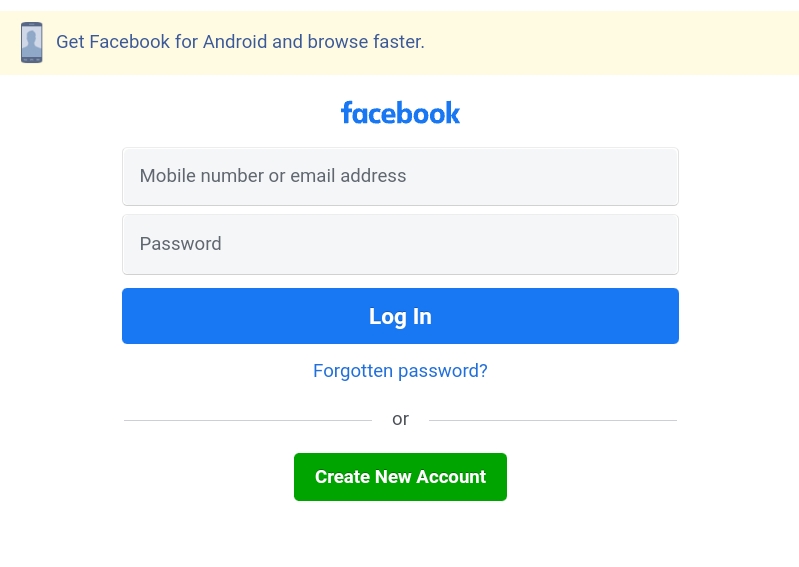 Get Facebook for Android and browse faster.
facebook
Mobile number or email address
Password
Log In
Forgotten password?
or
Create New Account